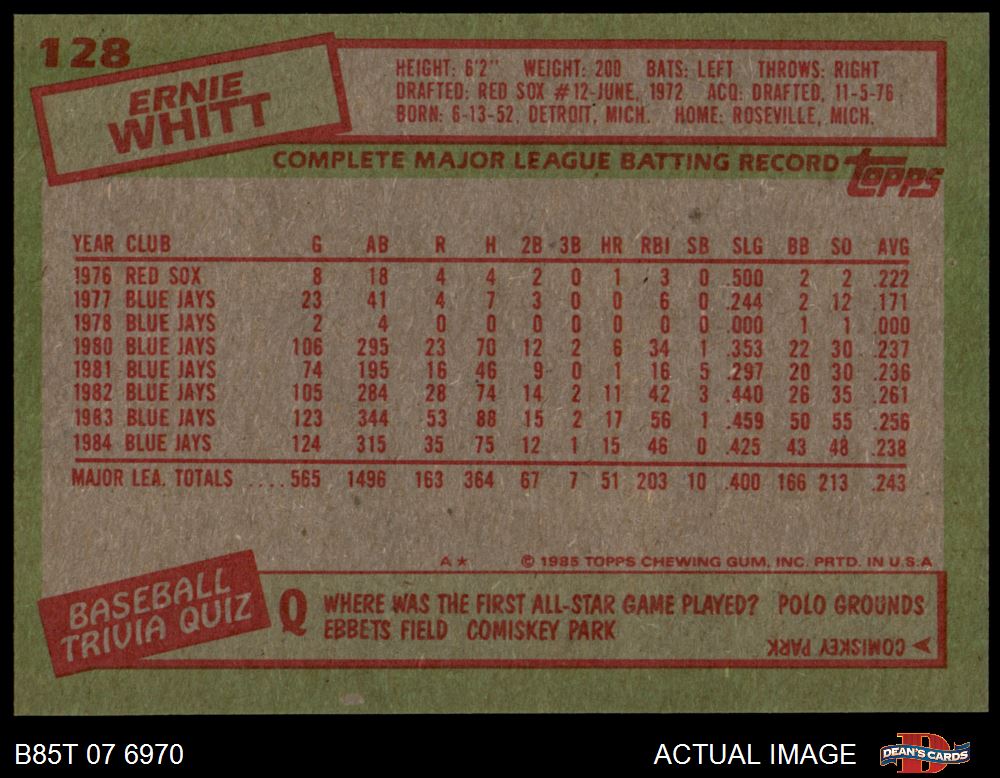 128
ERNIE
WHITT
HEIGHT: 6'2" WEIGHT: 200 BATS: LEFT THROWS: RIGHT
DRAFTED: RED SOX #12-JUNE, 1972 ACQ: DRAFTED, 11-5-76
BORN: 6-13-52, DETROIT, MICH. HOME: ROSEVILLE, MICH.
COMPLETE MAJOR LEAGUE BATTING RECORD topps
YEAR CLUB G AB R H 2B 3B HR RBI SB SLG BB SO AVG
1976 RED SOX 8 18 4 4 2 0 1 3 0 .500 2 2 .222
1977 BLUE JAYS 23 41 4 7 3 0 0 6 0 .244 2 12 .171
1978 BLUE JAYS 2 4 0 0 0 0 0 0 0 .000 1 1 .000
1980 BLUE JAYS 106 295 23 70 12 2 6 34 1 .353 22 30 .237
1981 BLUE JAYS 74 195 16 46 9 0 1 16 5 .297 20 30 .236
1982 BLUE JAYS 105 284 28 74 14 2 11 42 3 .440 26 35 .261
1983 BLUE JAYS 123 344 53 88 15 2 17 56 1 .459 50 55 .256
1984 BLUE JAYS 124 315 35 75 12 1 15 46 0 .425 43 48 .238
MAJOR LEA. TOTALS ....565 1496 163 364 67 7 51 203 10 .400 166 213 .243
A* © 1985 TOPPS CHEWING GUM, INC. PRTD. IN U.S.A
BASEBALL
TRIVIA QUIZ
Q WHERE WAS THE FIRST ALL-STAR GAME PLAYED? POLO GROUNDS
EBBETS FIELD COMISKEY PARK
COMISKEY PARK
B85T 07 6970 ACTUAL IMAGE D DEAN'S CARDS